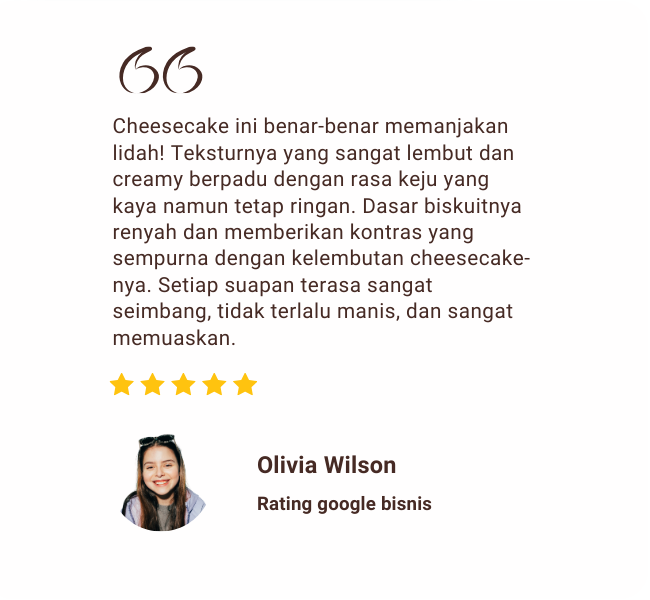 Cheesecake ini benar-benar memanjakan
lidah! Teksturnya yang sangat lembut dan
creamy berpadu dengan rasa keju yang
kaya namun tetap ringan. Dasar biskuitnya
renyah dan memberikan kontras yang
sempurna dengan kelembutan cheesecake-
nya. Setiap suapan terasa sangat
seimbang, tidak terlalu manis, dan sangat
memuaskan.
Olivia Wilson
Rating google bisnis